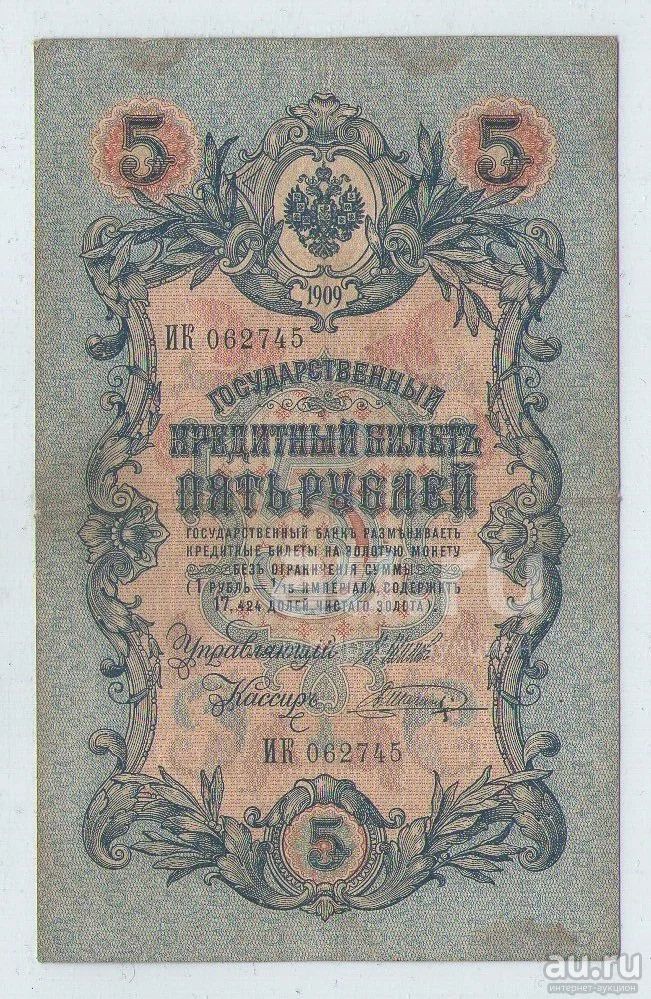 5 5
1909
ИК 062745
ГОСУДАРСТВЕННЫЙ
КРЕДИТНЫЙ БИЛЕТЪ
ПЯТЬ РУБЛЕЙ
ГОСУДАРСТВЕННЫЙ БАНКЪ РАЗМѢНИВАЕТЪ
КРЕДИТНЫЕ БИЛЕТЫ НА ЗОЛОТУЮ МОНЕТУ
БЕЗЪ ОГРАНИЧЕНІЯ СУММЫ
(1 РУБЛЬ = 1/15 ИМПЕРІАЛА, СОДЕРЖИТЪ
17,424 ДОЛЕЙ ЧИСТАГО ЗОЛОТА).
Управляющій
Кассиръ
ИК 062745
5
au.ru
интернет-аукцион